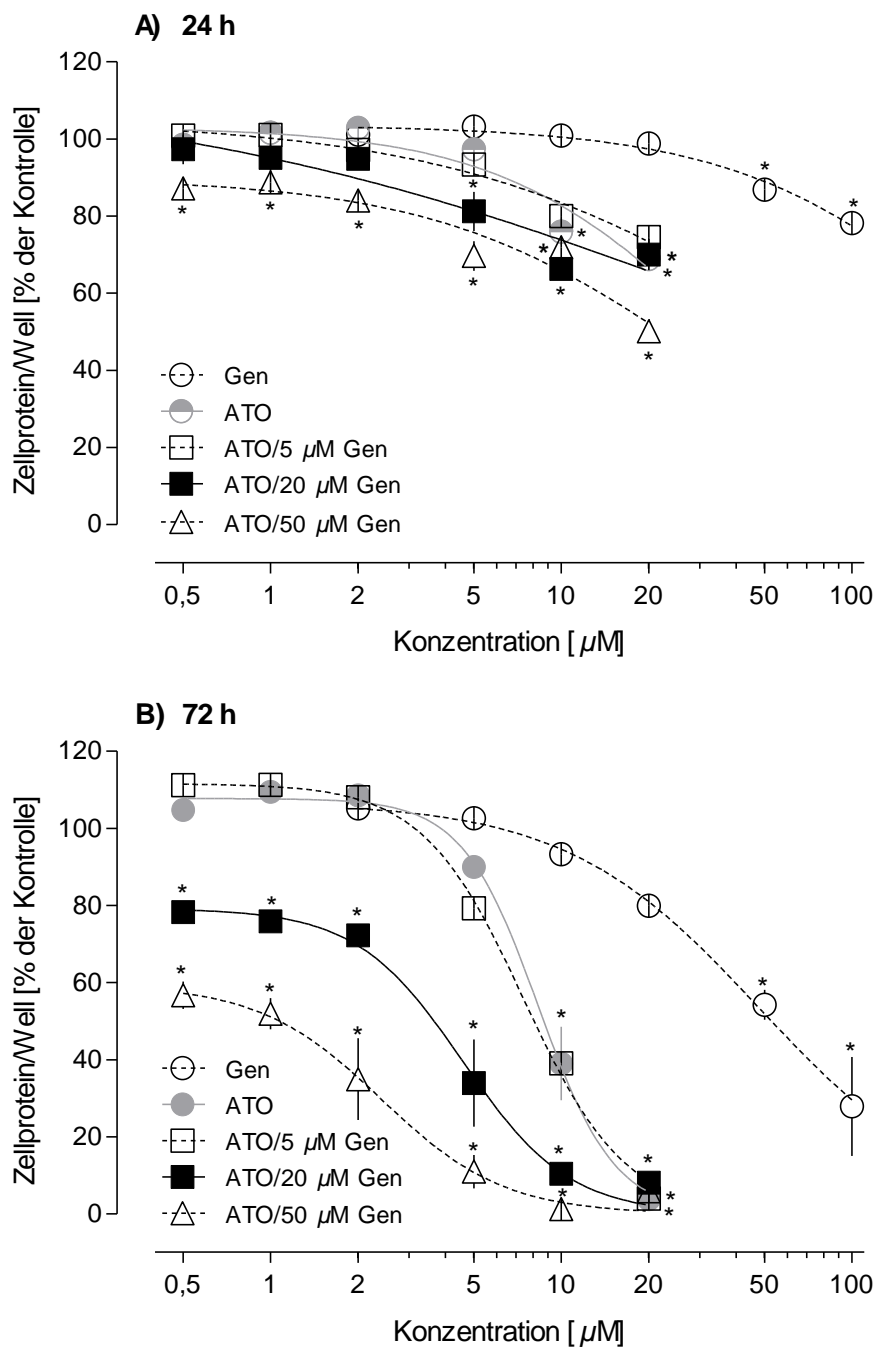 A) 24 h
Zellprotein/Well [% der Kontrolle]
120
100
80
60
40
20
0
Gen
ATO
ATO/5 µM Gen
ATO/20 µM Gen
ATO/50 µM Gen
* * * * * * * * * * * * *
0,5 1 2 5 10 20 50 100
Konzentration [ µM]
B) 72 h
Zellprotein/Well [% der Kontrolle]
120
100
80
60
40
20
0
* * * * * * * * * * * * * * * *
Gen
ATO
ATO/5 µM Gen
ATO/20 µM Gen
ATO/50 µM Gen
0,5 1 2 5 10 20 50 100
Konzentration [ µM]